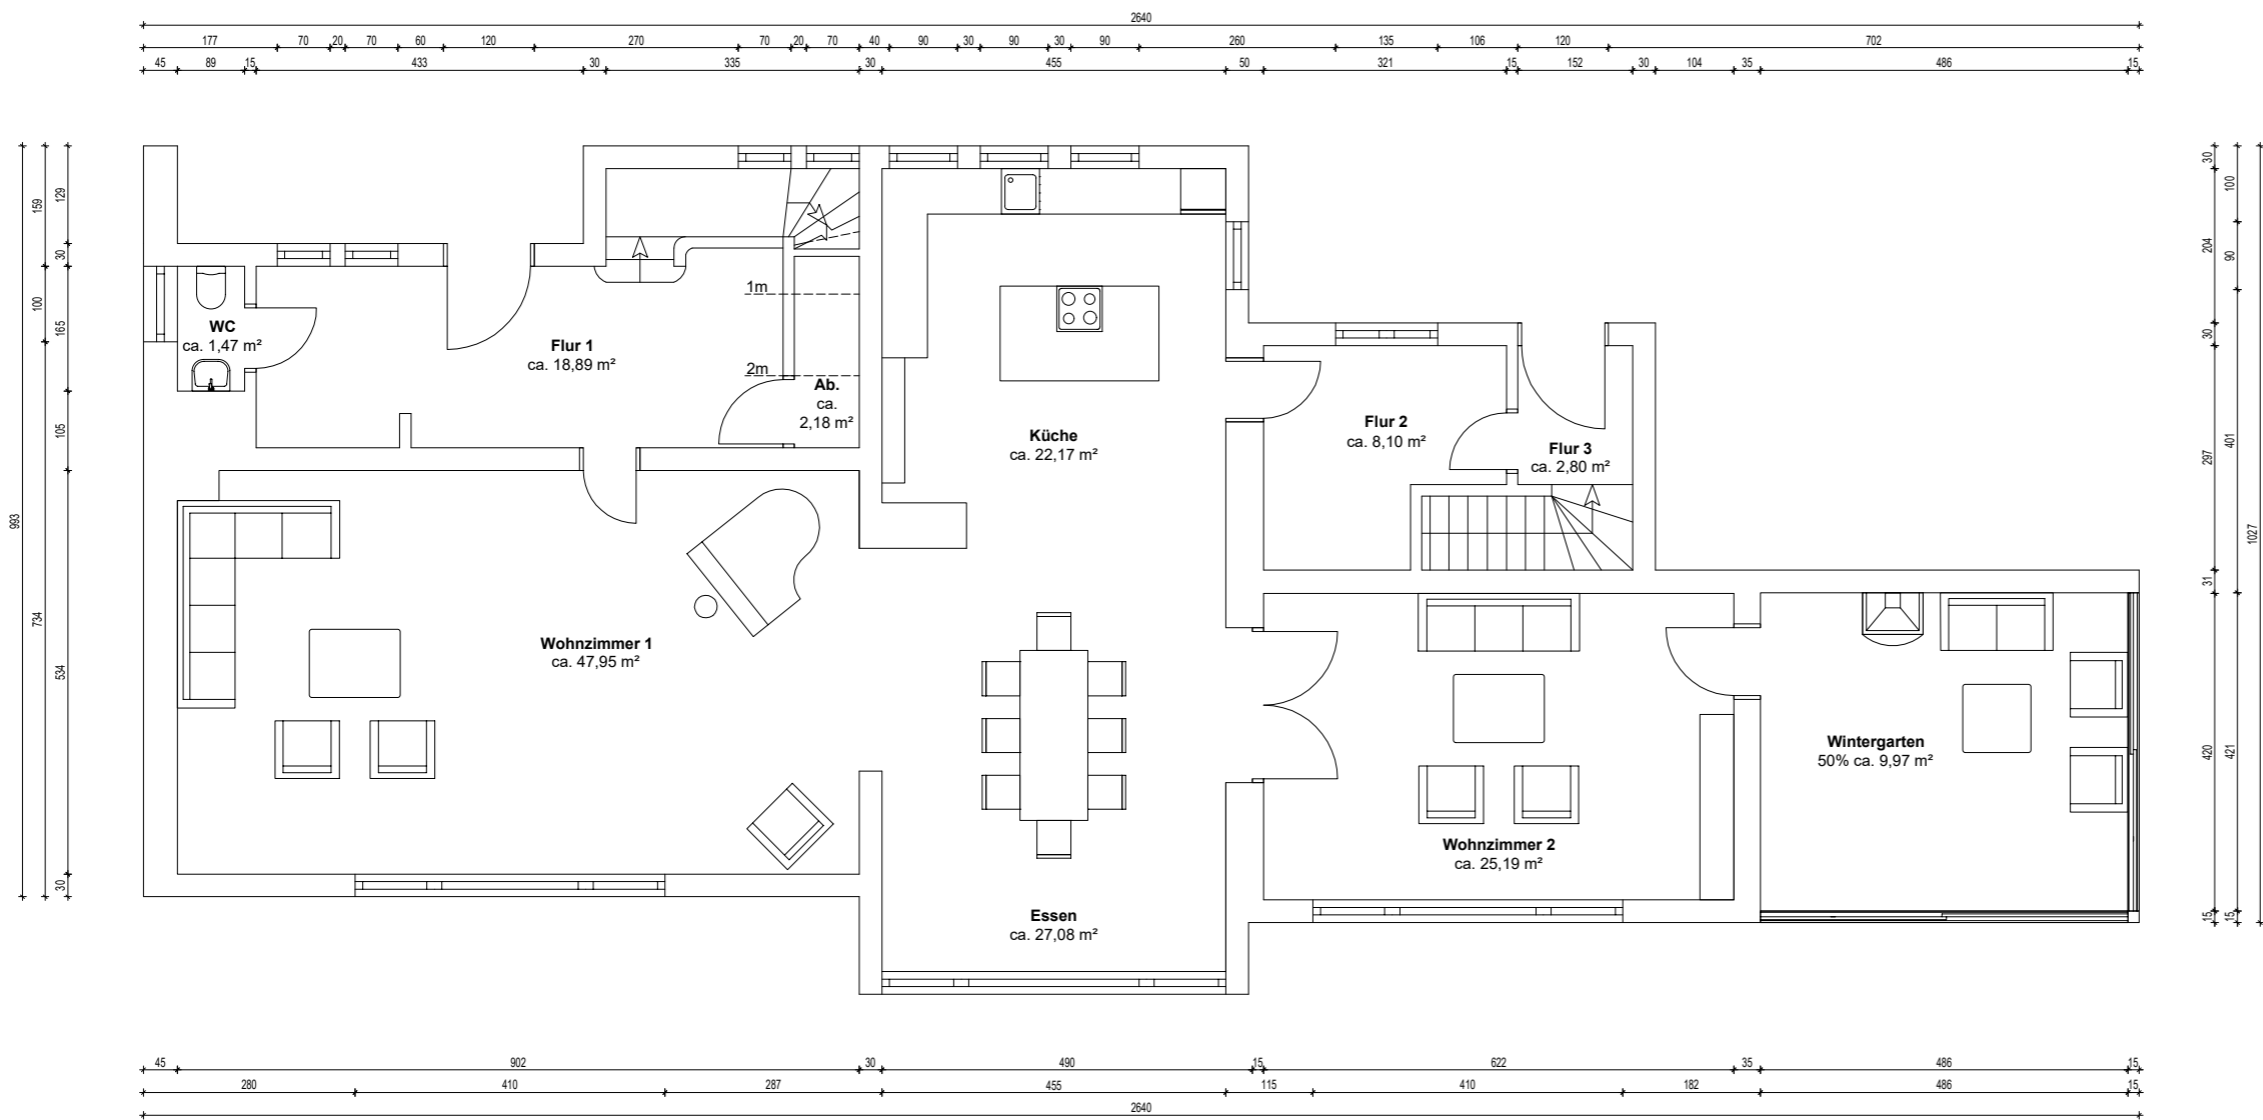 2640
177 70 20 70 60 120 270 70 20 70 40 90 30 90 30 90 260 135 106 120 702
45 89 15 433 30 335 30 455 50 321 15 152 30 104 35 486 15
993
159 100 734
129 30 165 105 534 30
30 204 30 297 31 420 15
100 90 401 421 15
1027
1m
WC
ca. 1,47 m²
Flur 1
ca. 18,89 m²
2m
Ab.
ca.
2,18 m²
Küche
ca. 22,17 m²
Flur 2
ca. 8,10 m²
Flur 3
ca. 2,80 m²
Wohnzimmer 1
ca. 47,95 m²
Wintergarten
50% ca. 9,97 m²
Wohnzimmer 2
ca. 25,19 m²
Essen
ca. 27,08 m²
45 902 30 490 15 622 35 486 15
280 410 287 455 115 410 182 486 15
2640